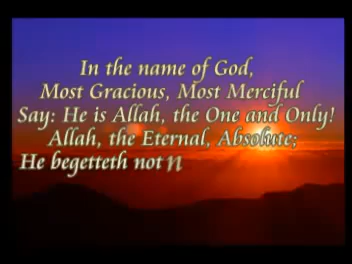 In the name of God,
Most Gracious, Most Merciful
Say: He is Allah, the One and Only!
Allah, the Eternal, Absolute;
He begetteth not n